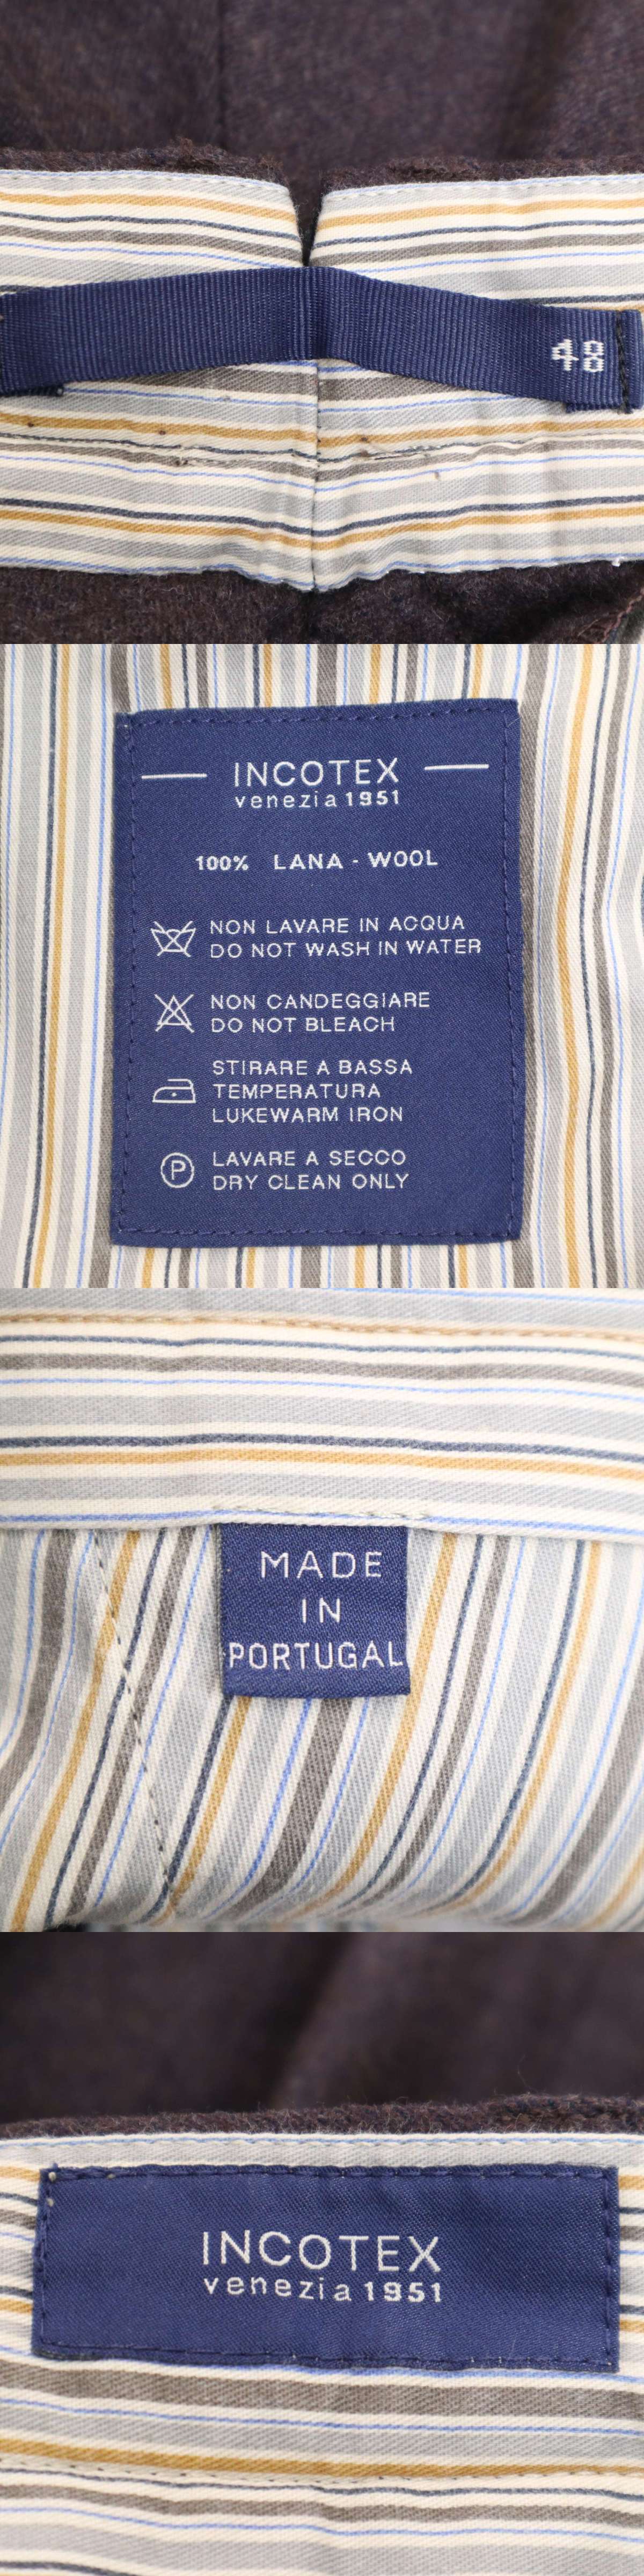 48
INCOTEX
venezia 1951
100% LANA - WOOL
NON LAVARE IN ACQUA
DO NOT WASH IN WATER
NON CANDEGGIARE
DO NOT BLEACH
STIRARE A BASSA
TEMPERATURA
LUKEWARM IRON
P
LAVARE A SECCO
DRY CLEAN ONLY
MADE
IN
PORTUGAL
INCOTEX
venezia 1951